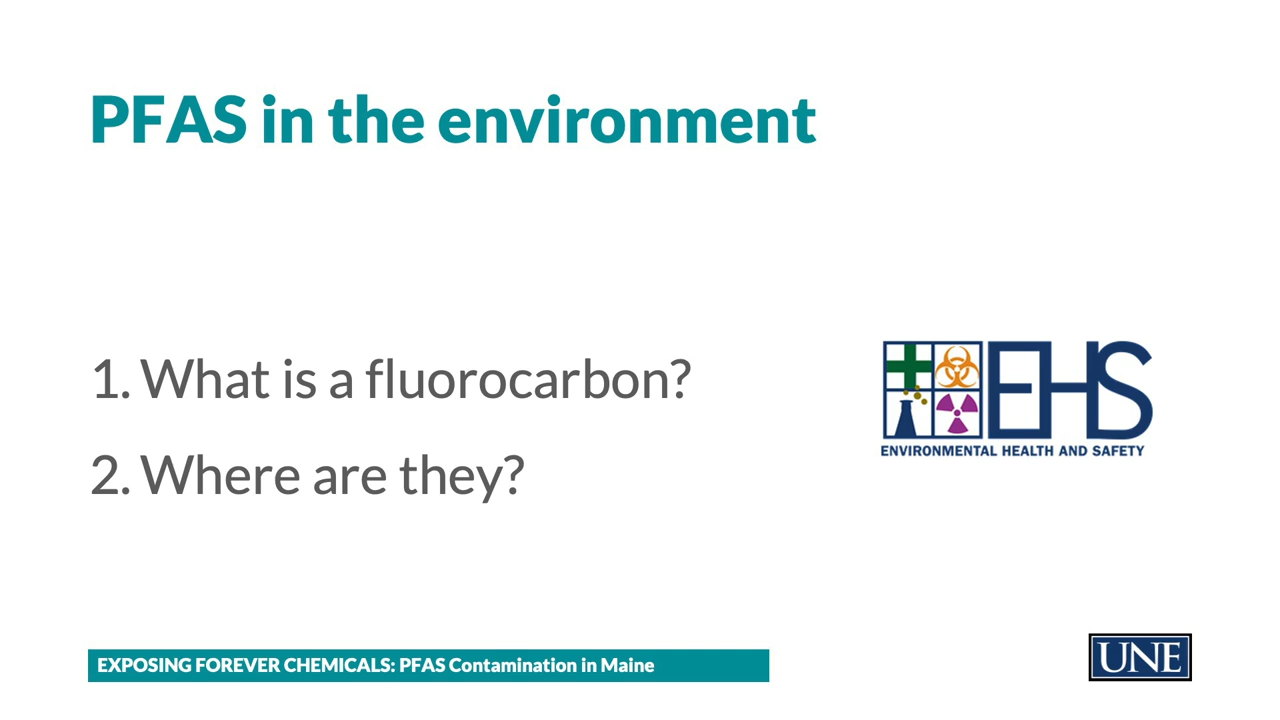 PFAS in the environment
1. What is a fluorocarbon?
2. Where are they?
EHS
ENVIRONMENTAL HEALTH AND SAFETY
EXPOSING FOREVER CHEMICALS: PFAS Contamination in Maine
UNE